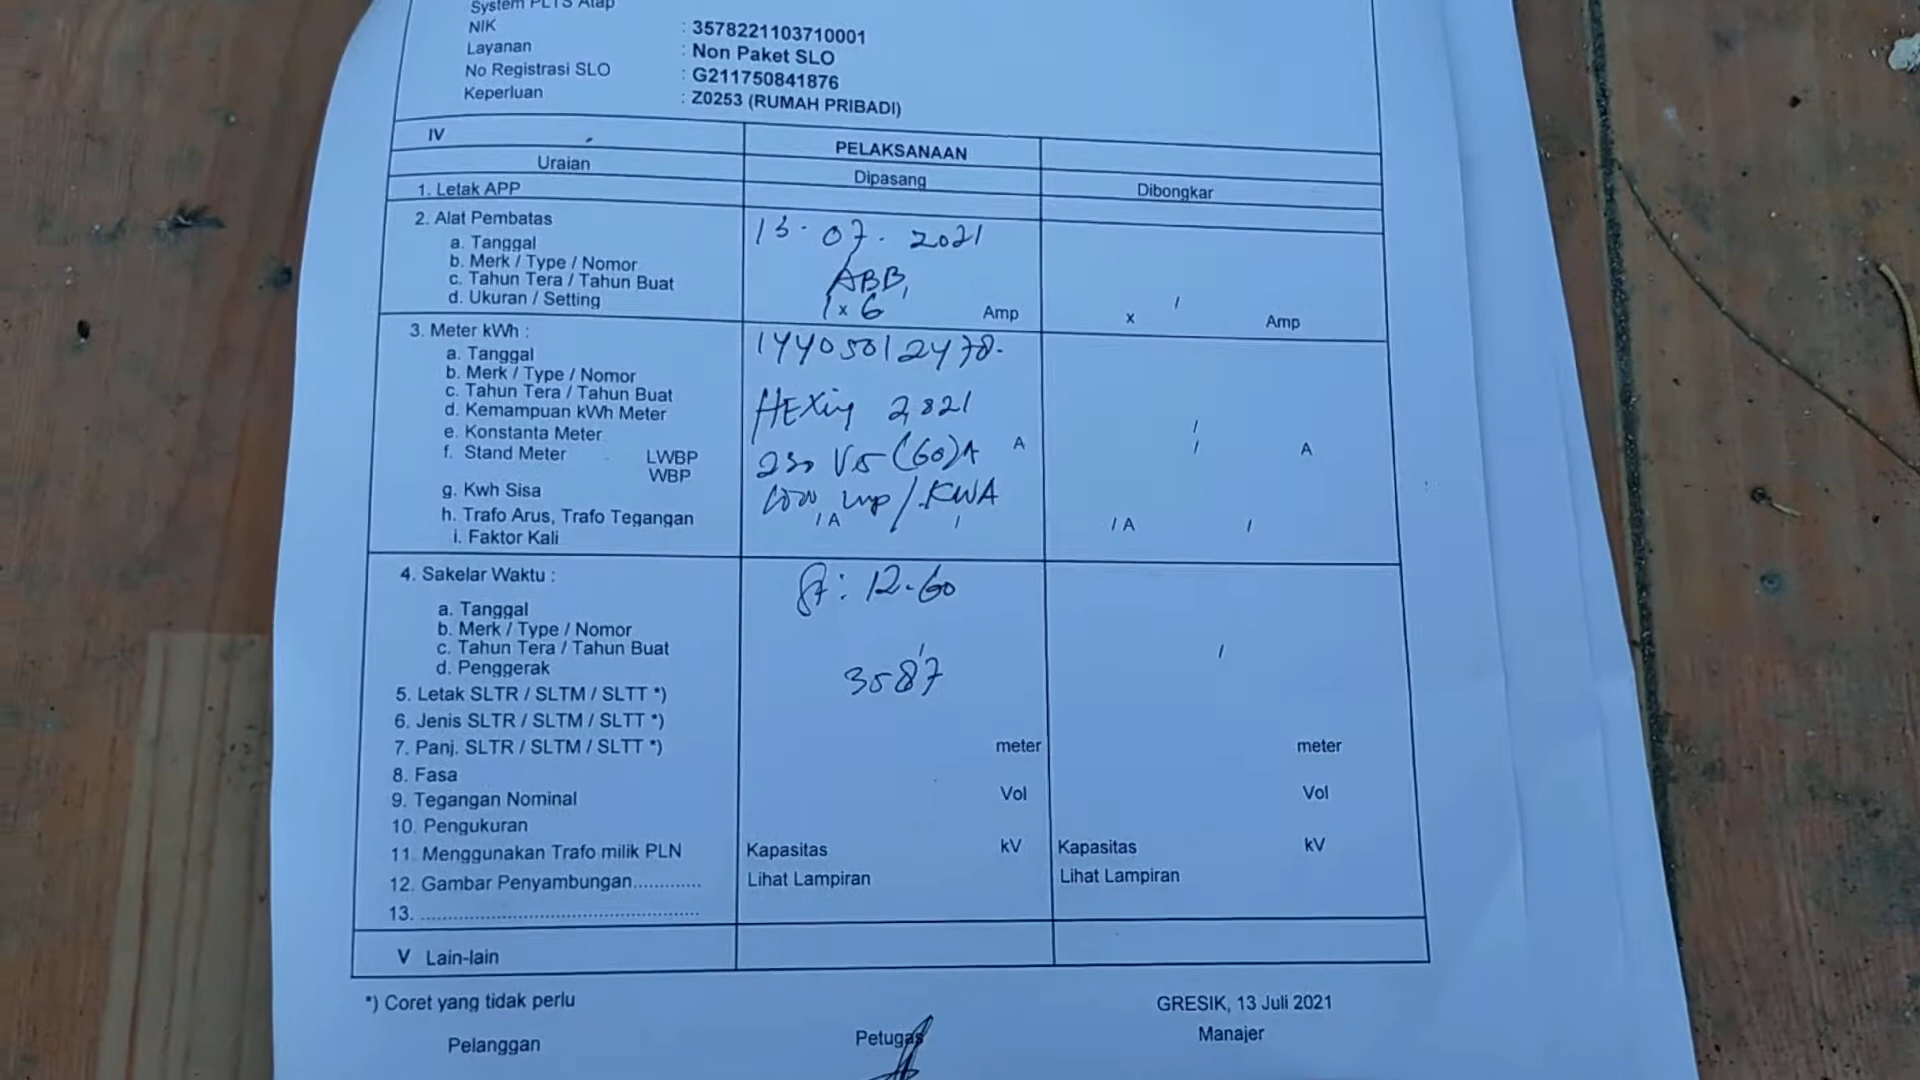 System PLTS Atap
NIK : 3578221103710001
Layanan : Non Paket SLO
No Registrasi SLO : G211750841876
Keperluan : Z0253 (RUMAH PRIBADI)
IV PELAKSANAAN
Uraian Dipasang Dibongkar
1. Letak APP
2. Alat Pembatas
a. Tanggal 13-07-2021
b. Merk / Type / Nomor ABB
c. Tahun Tera / Tahun Buat / /
d. Ukuran / Setting 1 x 6 Amp x Amp
3. Meter kWh : 14405012478-
a. Tanggal
b. Merk / Type / Nomor
c. Tahun Tera / Tahun Buat HEXing 2021
d. Kemampuan kWh Meter /
e. Konstanta Meter A / A
f. Stand Meter LWBP 230 V 5 (60)A
WBP
g. Kwh Sisa imp / KWA
h. Trafo Arus, Trafo Tegangan / A / / A /
i. Faktor Kali
4. Sakelar Waktu : 12-60
a. Tanggal
b. Merk / Type / Nomor
c. Tahun Tera / Tahun Buat / /
d. Penggerak 3587
5. Letak SLTR / SLTM / SLTT *)
6. Jenis SLTR / SLTM / SLTT *)
7. Panj. SLTR / SLTM / SLTT *) meter meter
8. Fasa
9. Tegangan Nominal Vol Vol
10. Pengukuran
11. Menggunakan Trafo milik PLN Kapasitas kV Kapasitas kV
12. Gambar Penyambungan............. Lihat Lampiran Lihat Lampiran
13. ....................................................
V Lain-lain
*) Coret yang tidak perlu GRESIK, 13 Juli 2021
Pelanggan Petugas Manajer